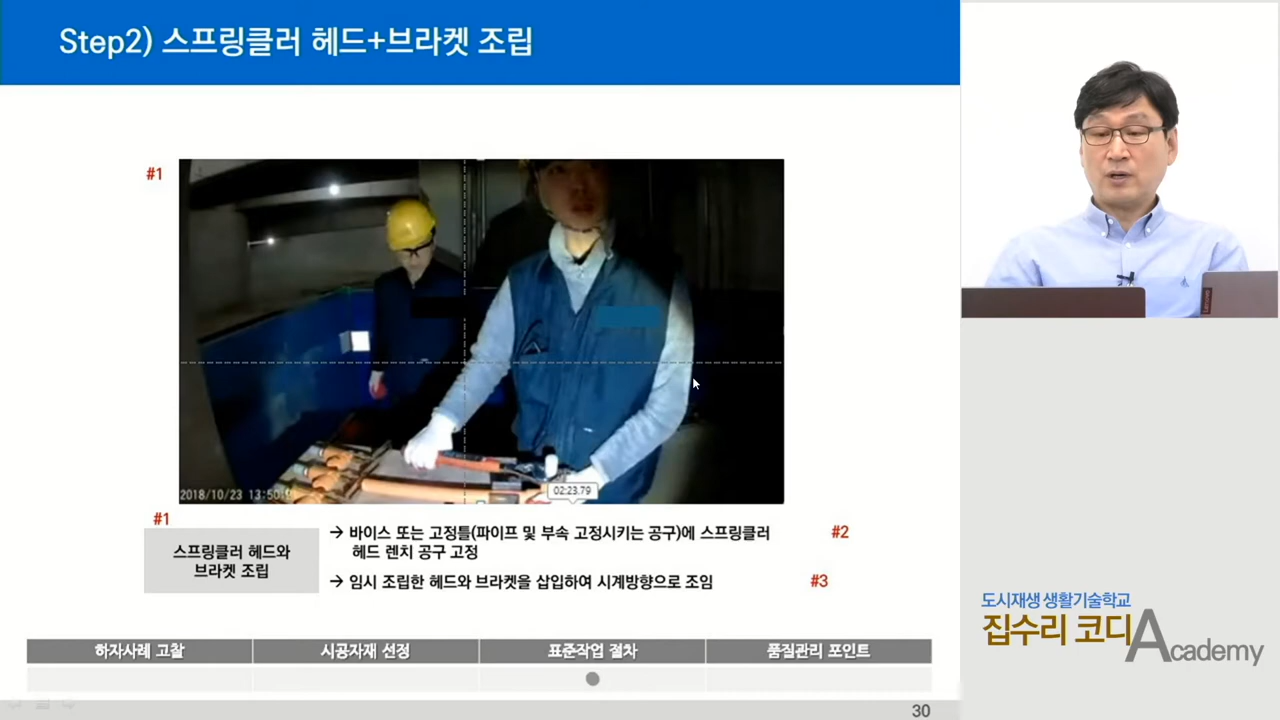 Step2) 스프링클러 헤드+브라켓 조립
#1
2018/10/23 13:50
02:23.79
#1
스프링클러 헤드와
브라켓 조립
→ 바이스 또는 고정틀(파이프 및 부속 고정시키는 공구)에 스프링클러 #2
헤드 렌치 공구 고정
→ 임시 조립한 헤드와 브라켓을 삽입하여 시계방향으로 조임 #3
하자사례 고찰 시공자재 선정 표준작업 절차 품질관리 포인트
30
Lenovo
도시재생 생활기술학교
집수리 코디 Academy